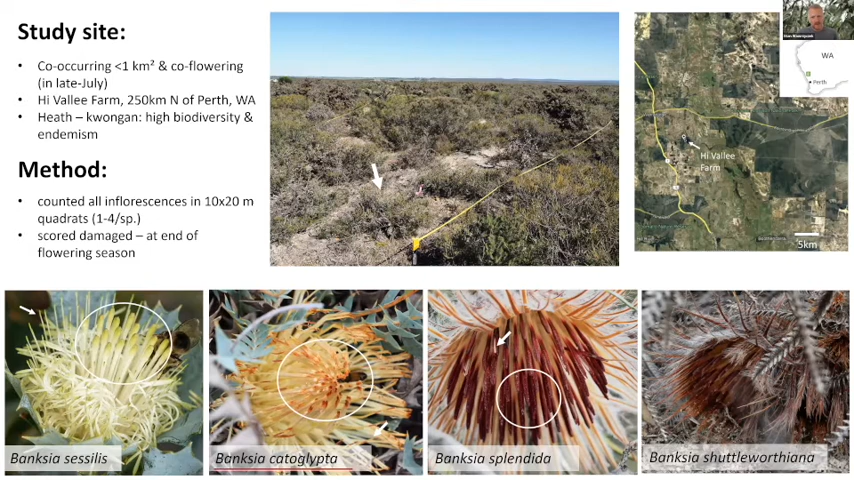 Study site:
• Co-occurring <1 km² & co-flowering
(in late-July)
• Hi Vallee Farm, 250km N of Perth, WA
• Heath – kwongan: high biodiversity &
endemism
Method:
• counted all inflorescences in 10x20 m
quadrats (1-4/sp.)
• scored damaged – at end of
flowering season
WA
Perth
Hi Vallee
Farm
5km
Banksia sessilis
Banksia catoglypta
Banksia splendida
Banksia shuttleworthiana